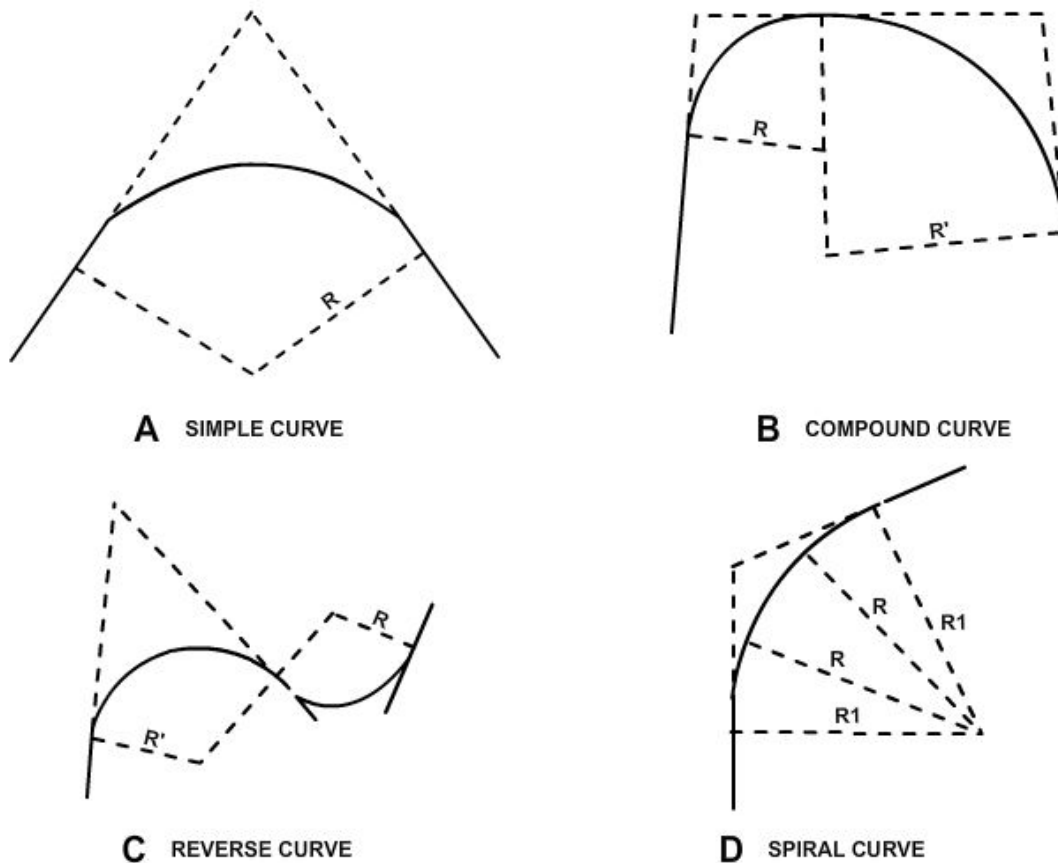 R
A SIMPLE CURVE
R
R'
B COMPOUND CURVE
R
R'
C REVERSE CURVE
R
R1
R
R1
D SPIRAL CURVE